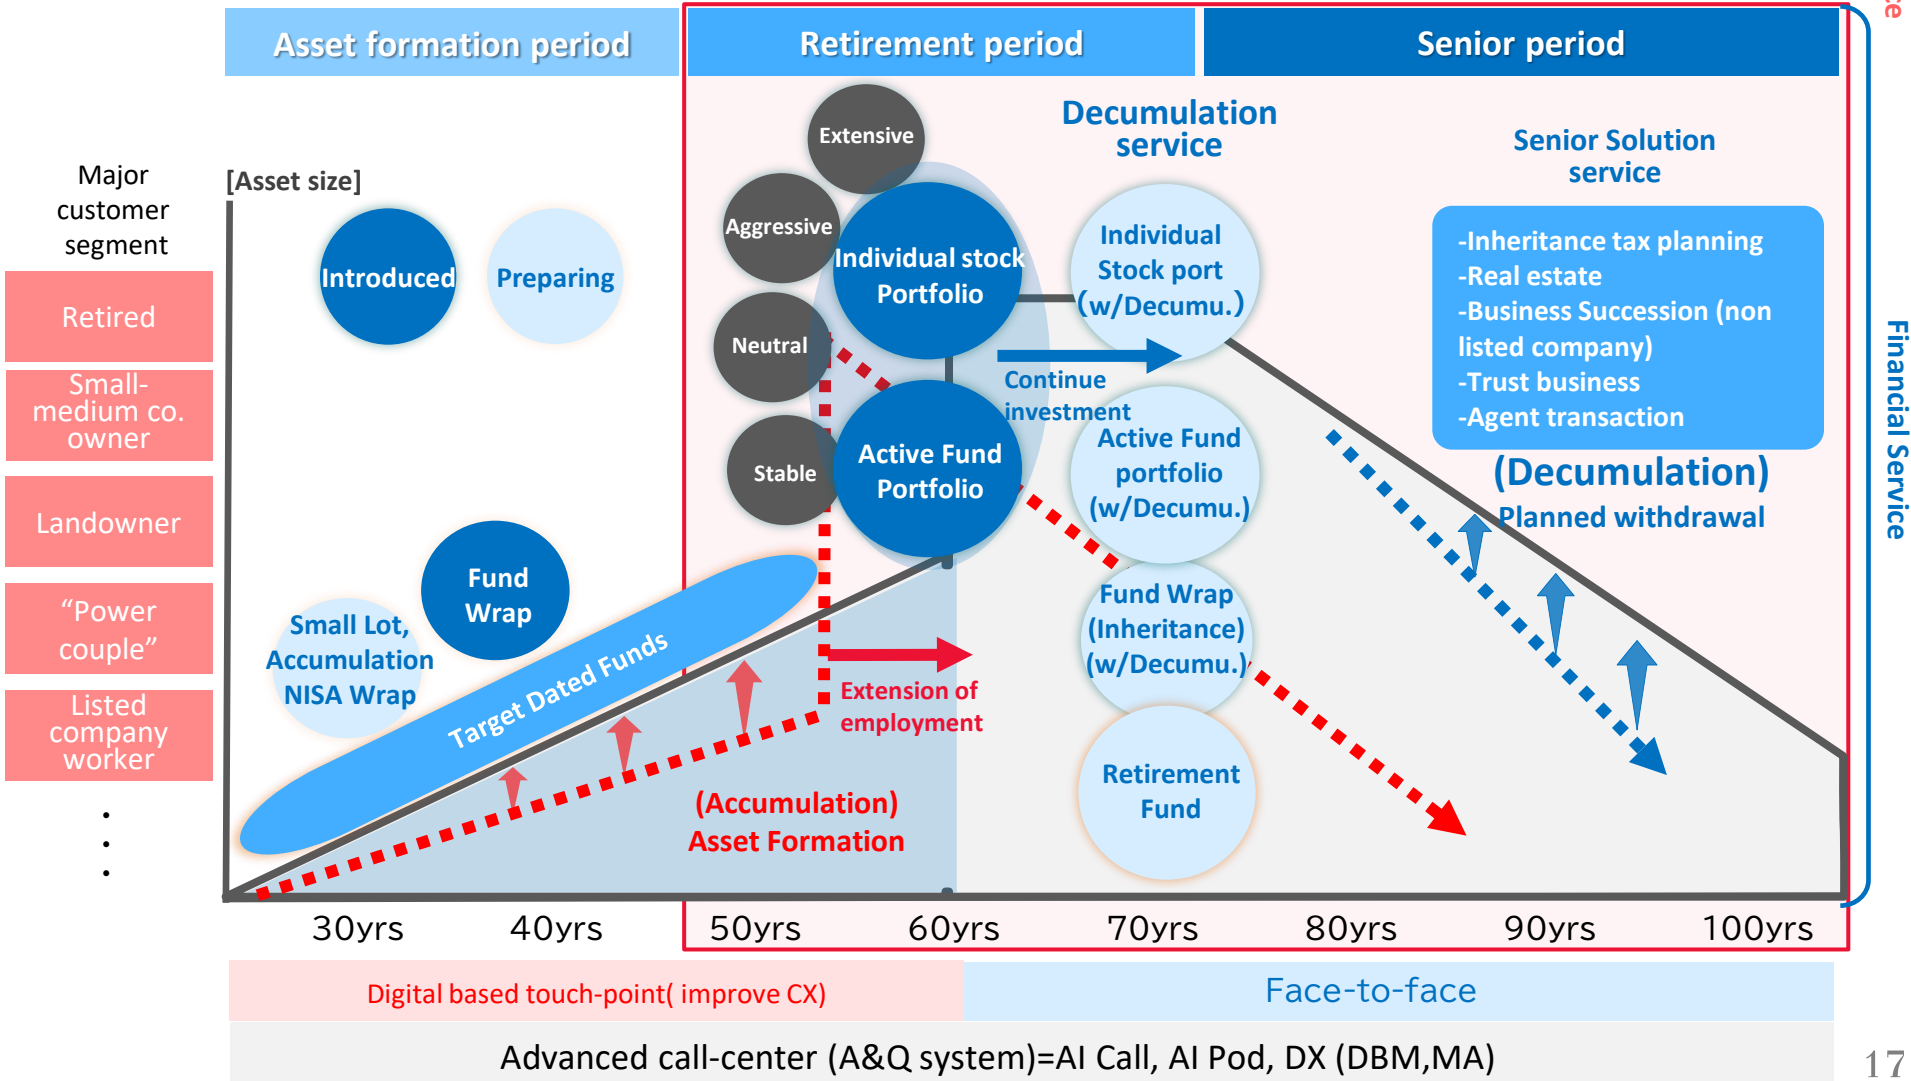 Asset formation period
Retirement period
Senior period
Major
customer
segment
Retired
Small-
medium co.
owner
Landowner
“Power
couple”
Listed
company
worker
[Asset size]
Introduced
Preparing
Extensive
Aggressive
Neutral
Stable
Individual stock
Portfolio
Active Fund
Portfolio
Decumulation
service
Individual
Stock port
(w/Decumu.)
Continue
investment
Active Fund
portfolio
(w/Decumu.)
Fund Wrap
(Inheritance)
(w/Decumu.)
Retirement
Fund
Senior Solution
service
-Inheritance tax planning
-Real estate
-Business Succession (non
listed company)
-Trust business
-Agent transaction
(Decumulation)
Planned withdrawal
Fund
Wrap
Small Lot,
Accumulation
NISA Wrap
Target Dated Funds
Extension of
employment
(Accumulation)
Asset Formation
30yrs
40yrs
50yrs
60yrs
70yrs
80yrs
90yrs
100yrs
Digital based touch-point( improve CX)
Face-to-face
Advanced call-center (A&Q system)=AI Call, AI Pod, DX (DBM,MA)
Financial Service
17